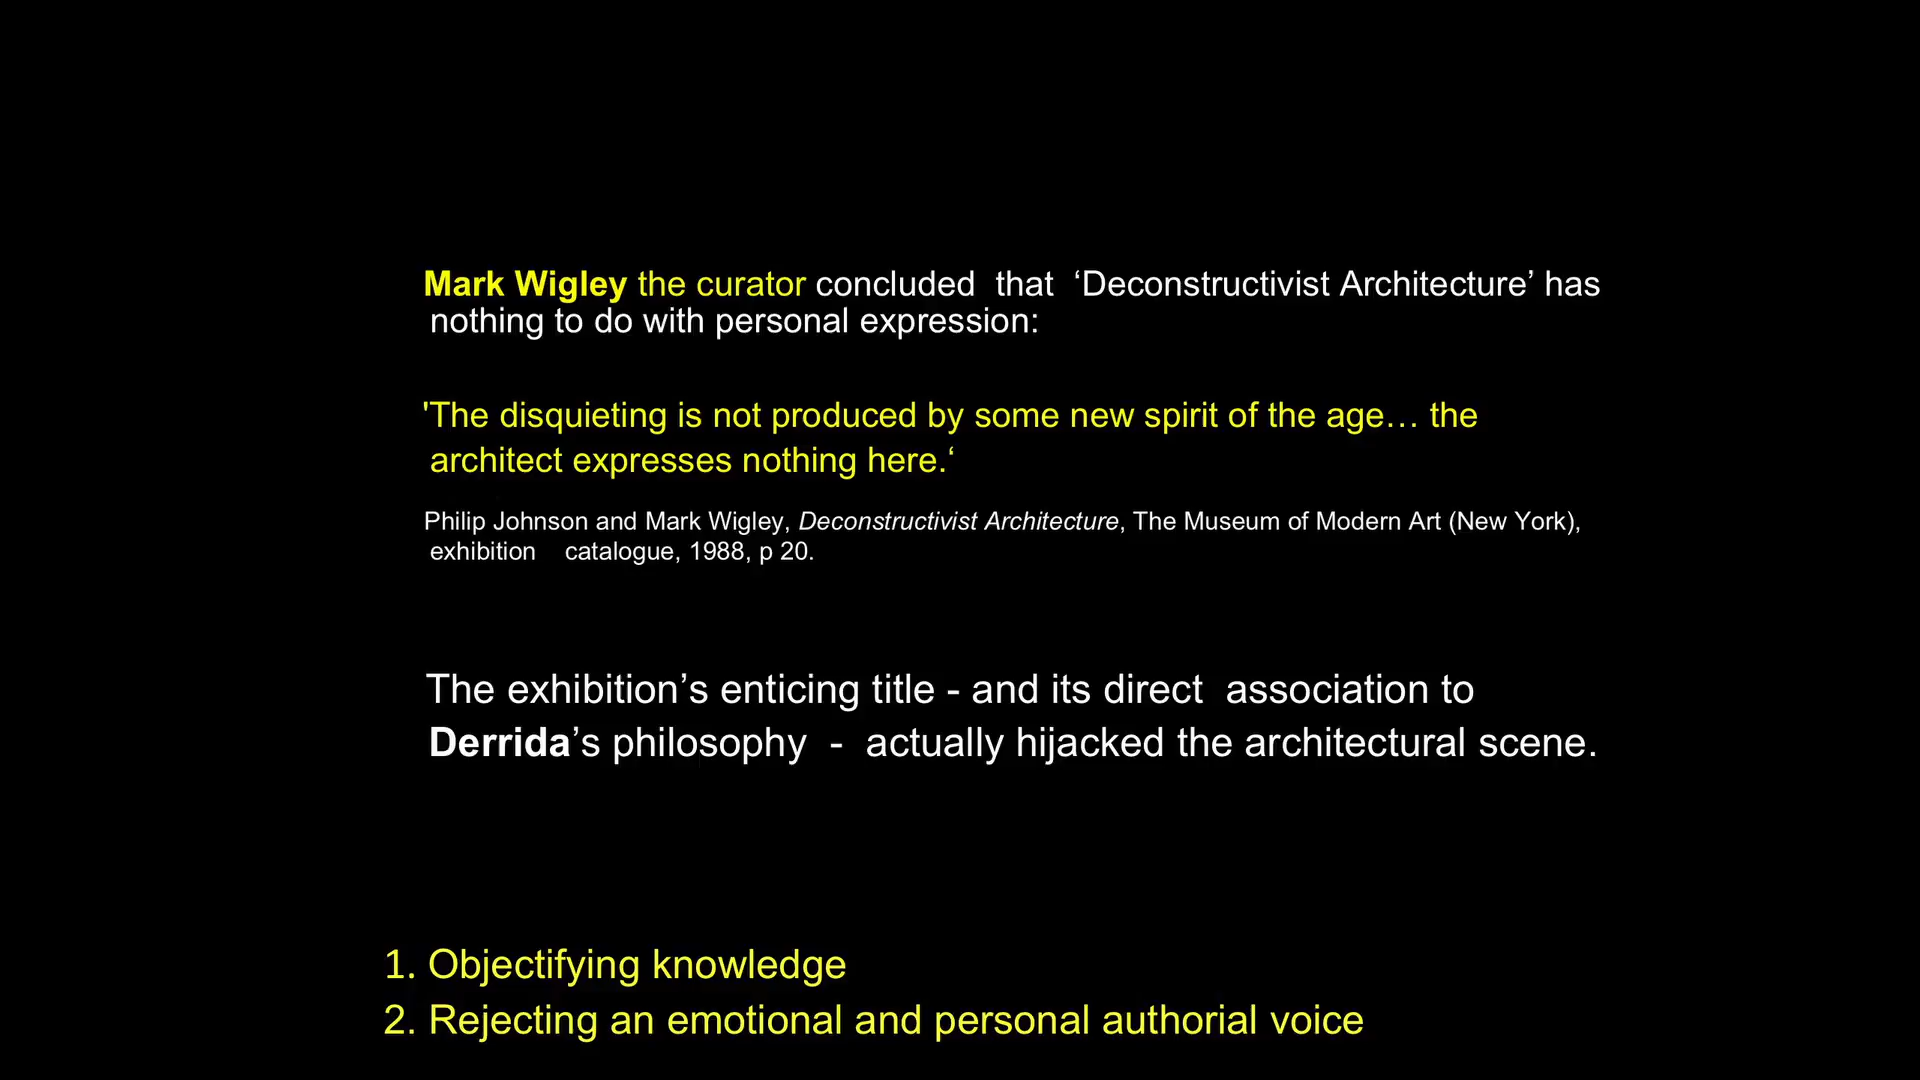 Mark Wigley the curator concluded that ‘Deconstructivist Architecture’ has
nothing to do with personal expression:
'The disquieting is not produced by some new spirit of the age… the
architect expresses nothing here.‘
Philip Johnson and Mark Wigley, Deconstructivist Architecture, The Museum of Modern Art (New York),
exhibition catalogue, 1988, p 20.
The exhibition’s enticing title - and its direct association to
Derrida’s philosophy - actually hijacked the architectural scene.
1. Objectifying knowledge
2. Rejecting an emotional and personal authorial voice